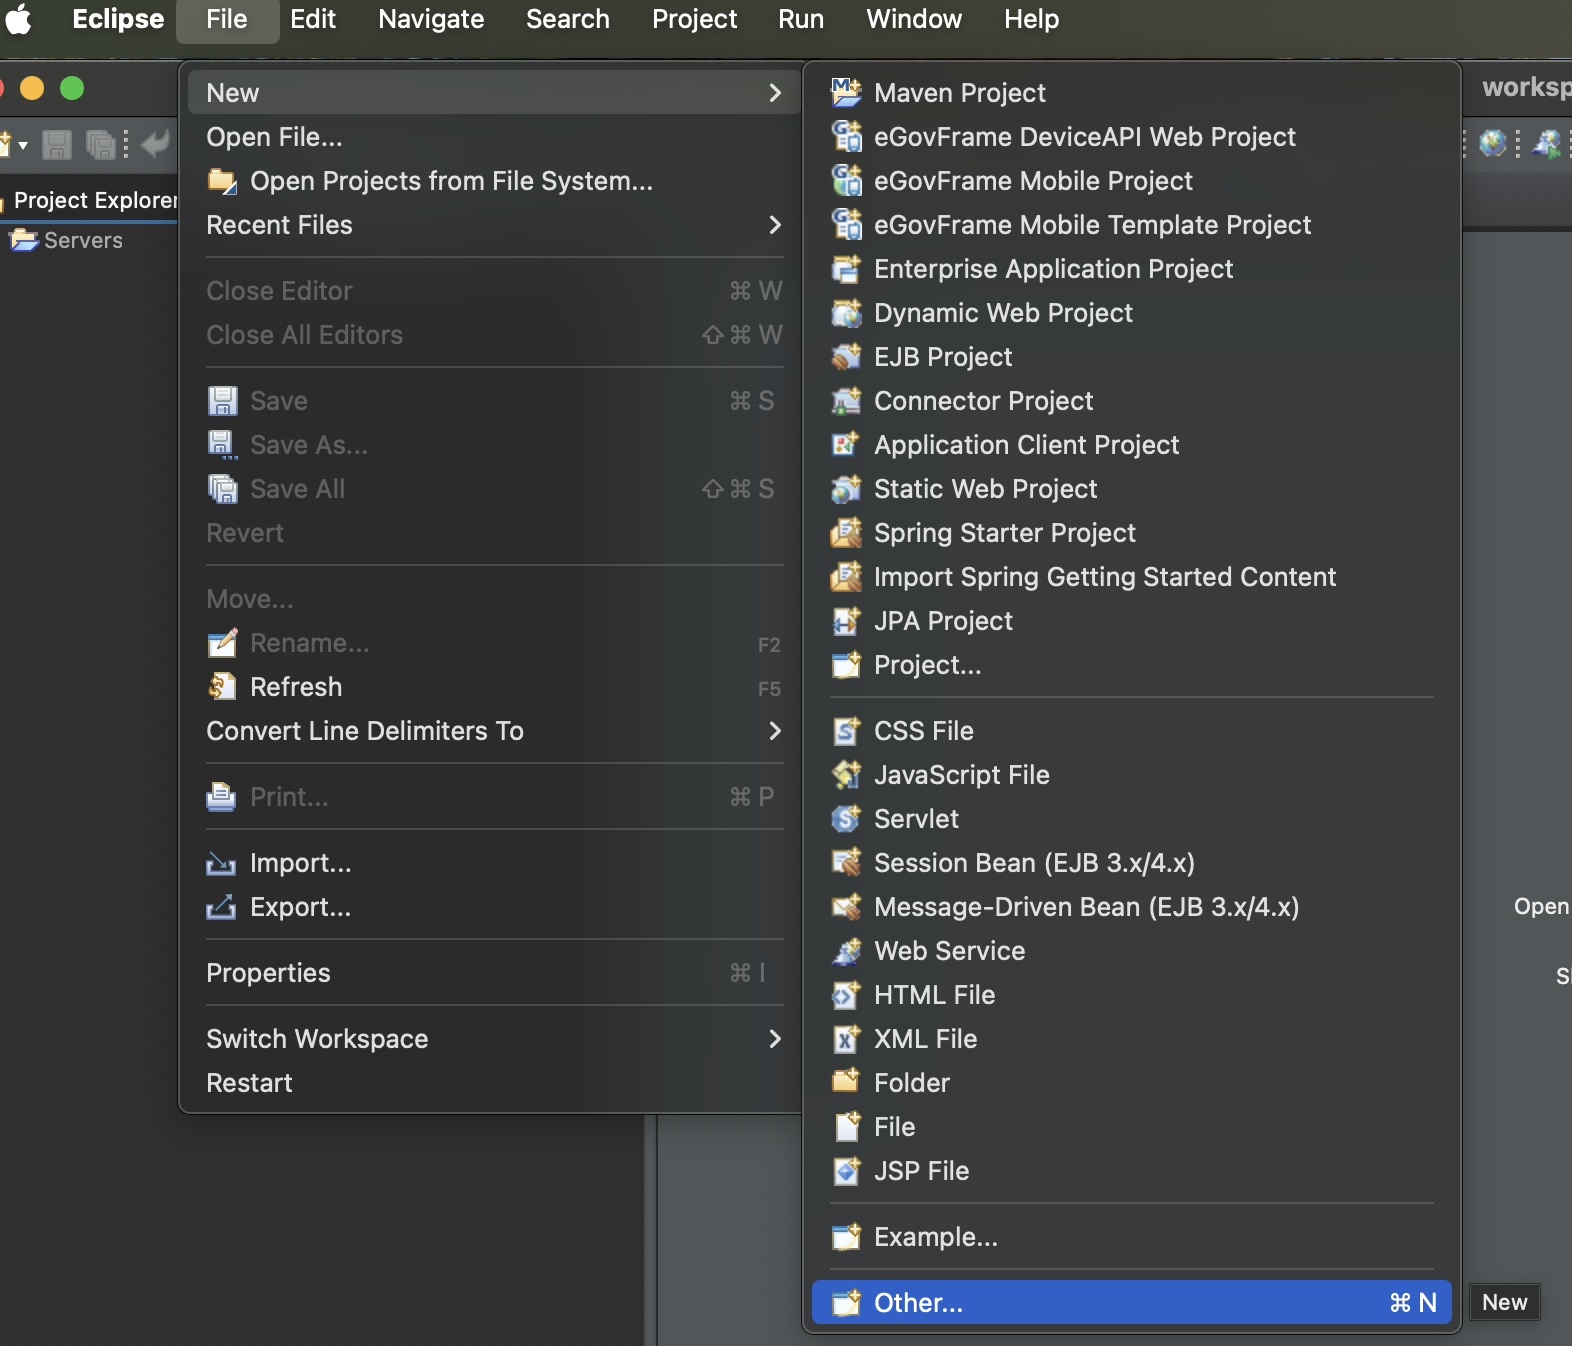 Eclipse File Edit Navigate Search Project Run Window Help
Project Explorer
Servers
New
Open File...
Open Projects from File System...
Recent Files
Close Editor ⌘ W
Close All Editors ⇧ ⌘ W
Save ⌘ S
Save As...
Save All ⇧ ⌘ S
Revert
Move...
Rename... F2
Refresh F5
Convert Line Delimiters To
Print... ⌘ P
Import...
Export...
Properties ⌘ I
Switch Workspace
Restart
Maven Project
eGovFrame DeviceAPI Web Project
eGovFrame Mobile Project
eGovFrame Mobile Template Project
Enterprise Application Project
Dynamic Web Project
EJB Project
Connector Project
Application Client Project
Static Web Project
Spring Starter Project
Import Spring Getting Started Content
JPA Project
Project...
CSS File
JavaScript File
Servlet
Session Bean (EJB 3.x/4.x)
Message-Driven Bean (EJB 3.x/4.x)
Web Service
HTML File
XML File
Folder
File
JSP File
Example...
Other... ⌘ N
New
worksp
Open